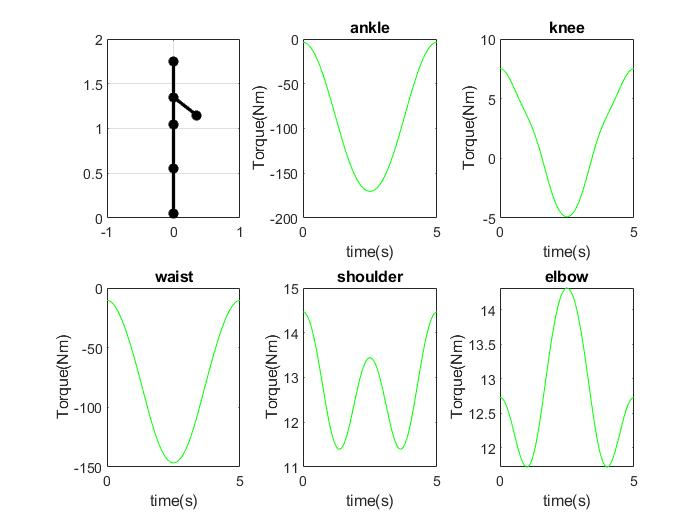 2
1.5
1
0.5
0
-1 0 1
ankle
Torque(Nm)
0
-50
-100
-150
-200
0 5
time(s)
knee
Torque(Nm)
10
5
0
-5
0 5
time(s)
waist
Torque(Nm)
0
-50
-100
-150
0 5
time(s)
shoulder
Torque(Nm)
15
14
13
12
11
0 5
time(s)
elbow
Torque(Nm)
14
13.5
13
12.5
12
0 5
time(s)